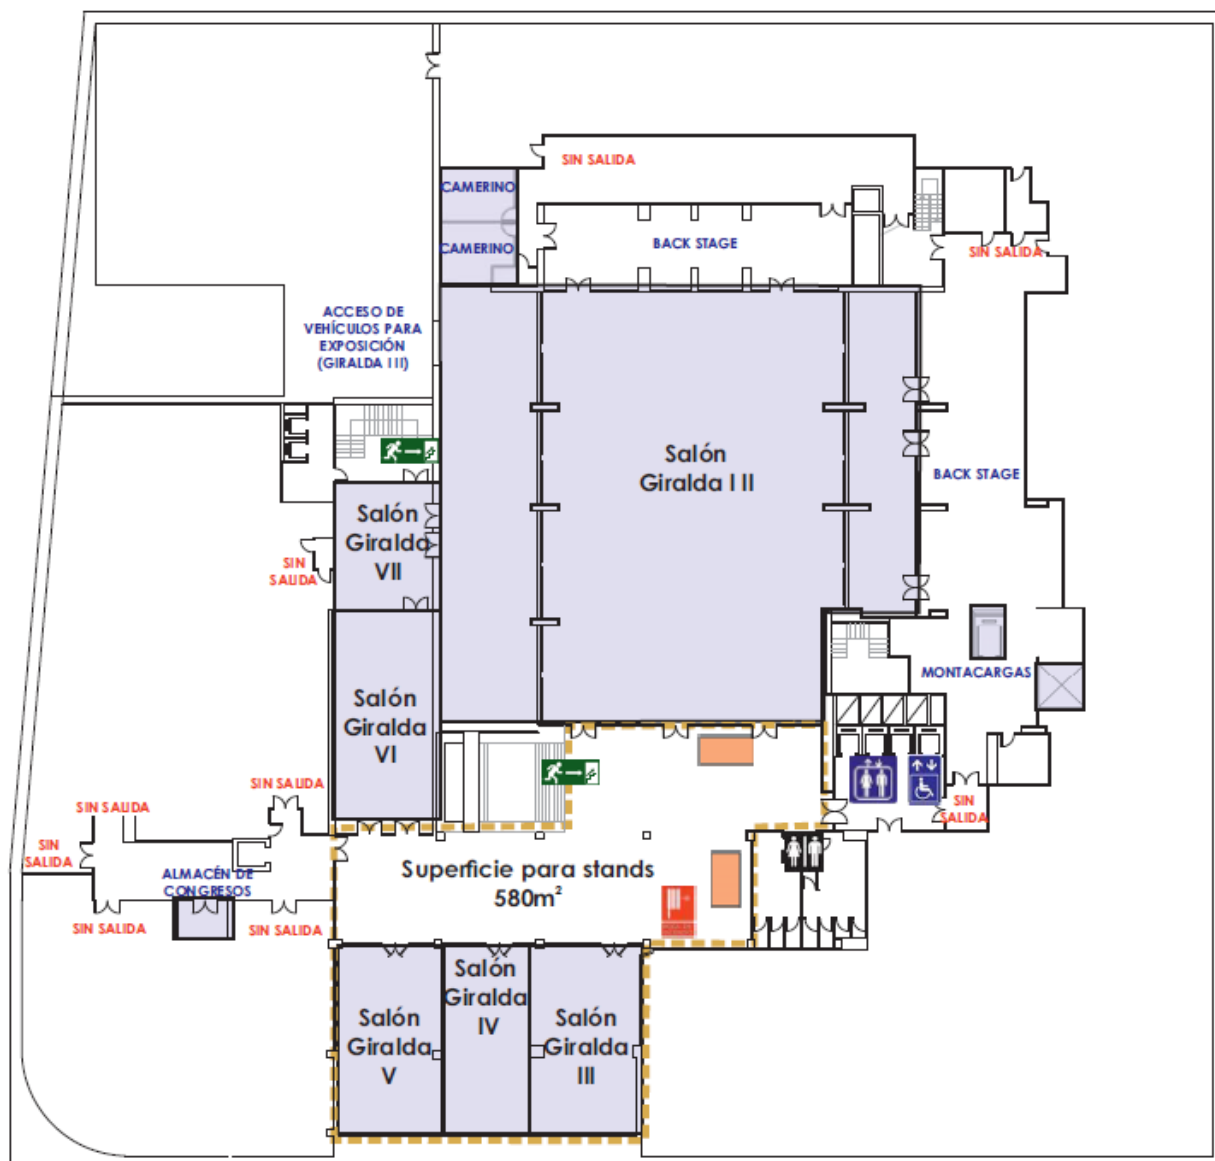 SIN SALIDA
CAMERINO
CAMERINO
BACK STAGE
SIN SALIDA
ACCESO DE
VEHÍCULOS PARA
EXPOSICIÓN
(GIRALDA III)
Salón
Giralda I II
BACK STAGE
Salón
Giralda
VII
SIN
SALIDA
MONTACARGAS
Salón
Giralda
VI
SIN SALIDA
SIN SALIDA
SIN
SALIDA
SIN
SALIDA
ALMACÉN DE
CONGRESOS
Superficie para stands
580m²
SIN SALIDA
SIN SALIDA
Salón
Giralda
V
Salón
Giralda
IV
Salón
Giralda
III